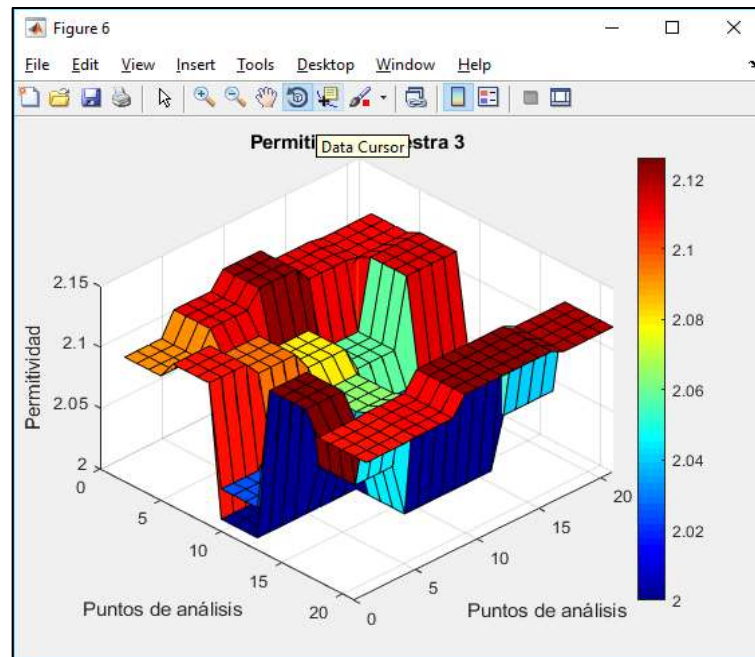 Figure 6
File Edit View Insert Tools Desktop Window Help
Permiti
Data Cursor
estra 3
2.15
2.1
2.05
2
Permitividad
0
5
10
15
20
Puntos de análisis
0
5
10
15
20
Puntos de análisis
2.12
2.1
2.08
2.06
2.04
2.02
2